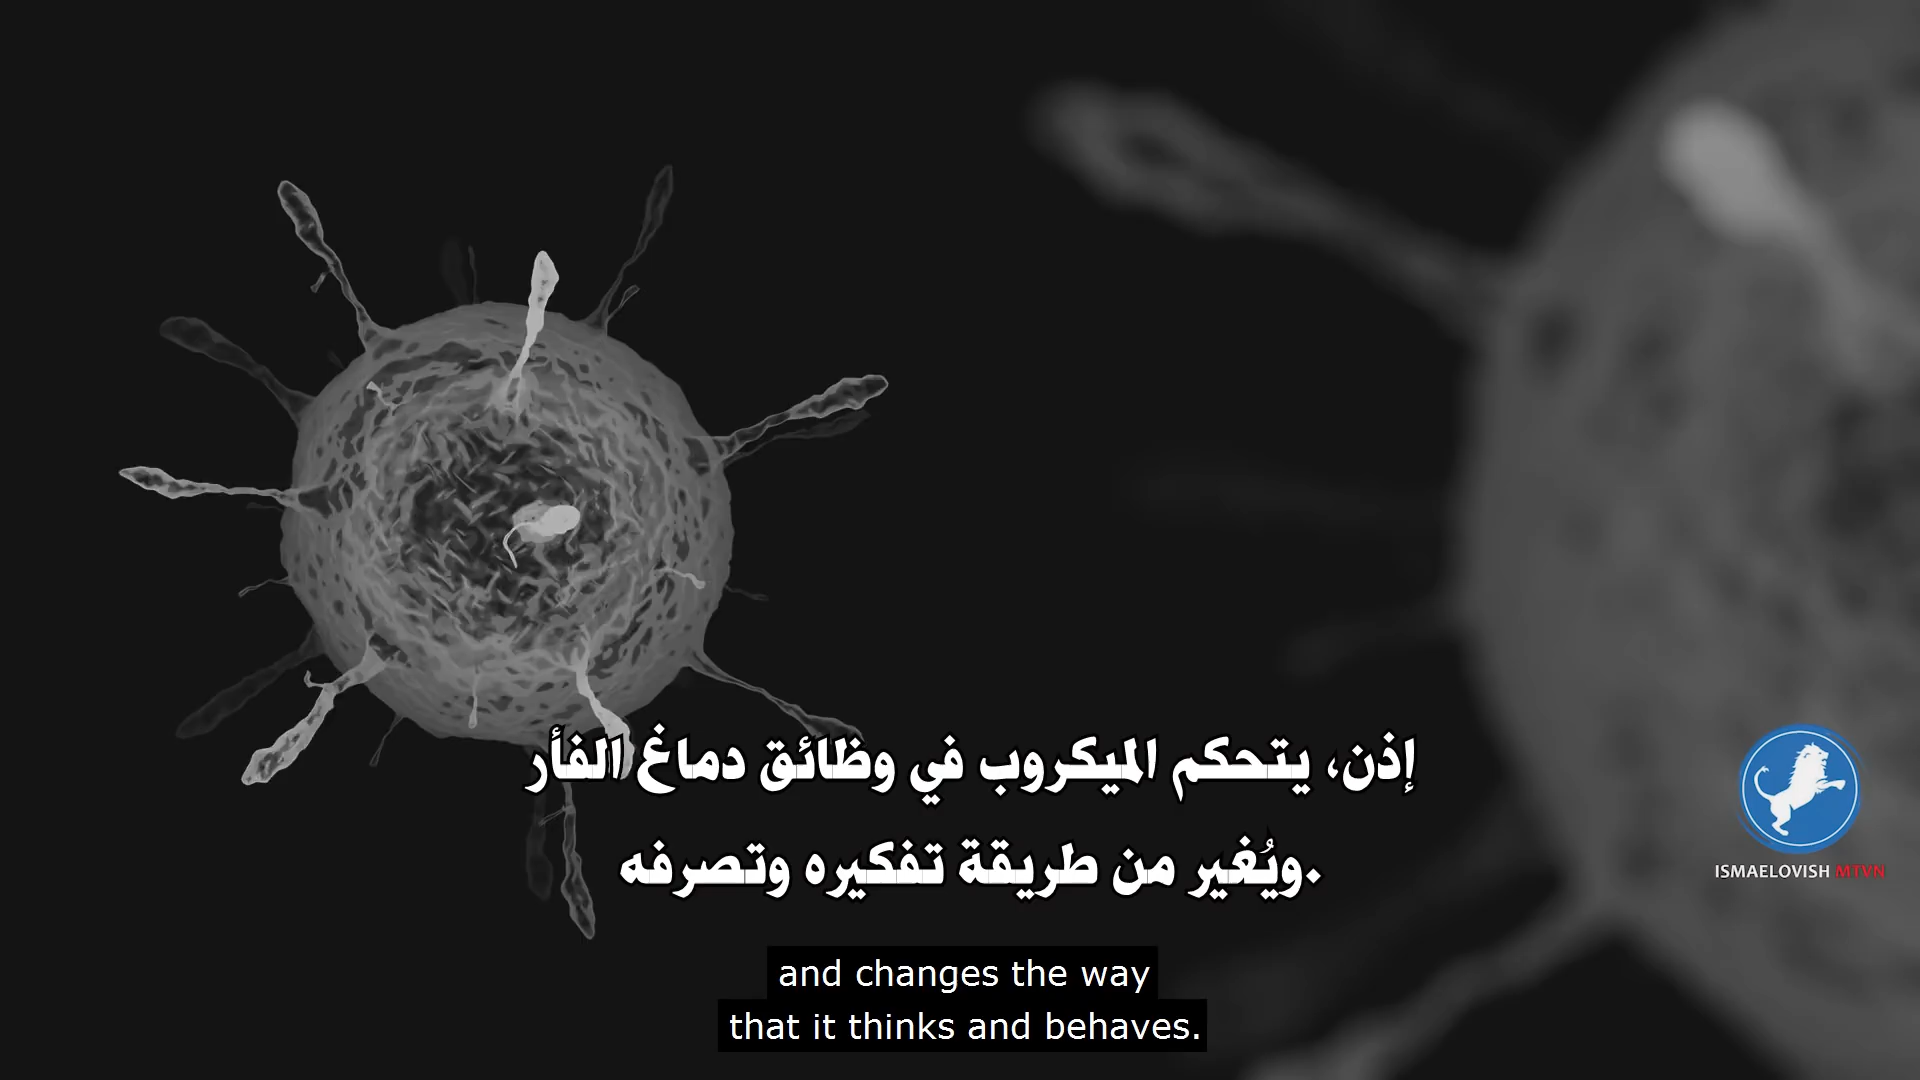 إذن، يتحكم الميكروب في وظائق دماغ الفأر
ويُغير من طريقة تفكيره وتصرفه.
ISMAELOVISH MTVN
and changes the way
that it thinks and behaves.